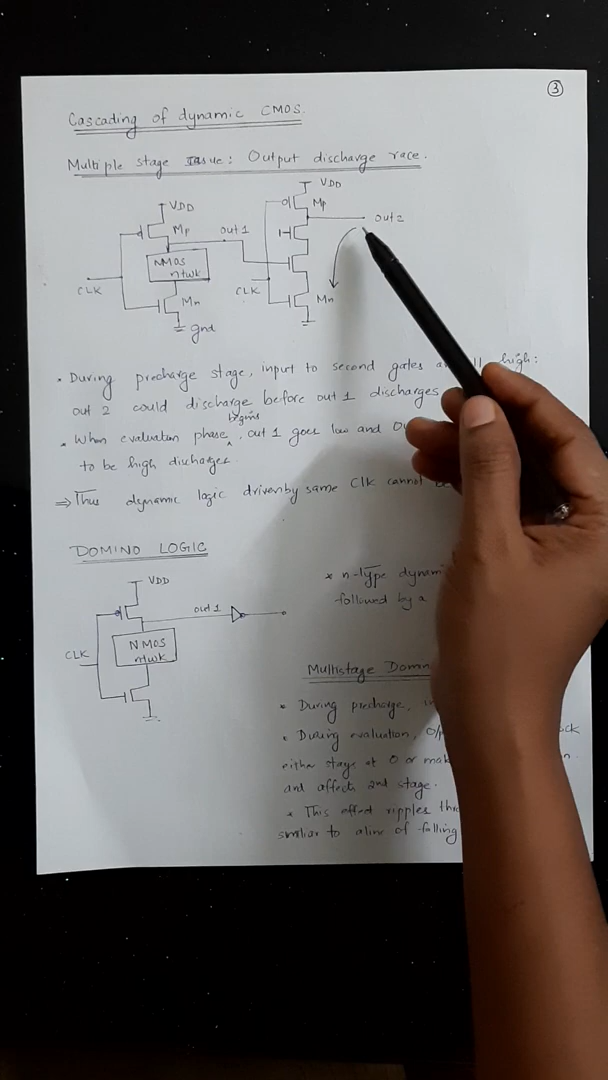 3
Cascading of dynamic CMOS.
Multiple stage Issue: Output discharge race.
VDD
Mp
out 2
VDD
Mp
out 1
NMOS
ntwk
CLK
CLK
Mn
Mn
gnd
• During precharge stage, input to second gates high:
out 2 could discharge before out 1 discharges
begins
• When evaluation phase ^, out 1 goes low and
to be high discharges.
⇒ Thus dynamic logic driven by same Clk cannot
DOMINO LOGIC
VDD
out 1
CLK
NMOS
ntwk
* n-type
followed by a
Multistage
• During precharge,
• During evaluation, O/p
either stage at 0 or
and affects 2nd stage.
* This effect ripples
similiar to a line of falling